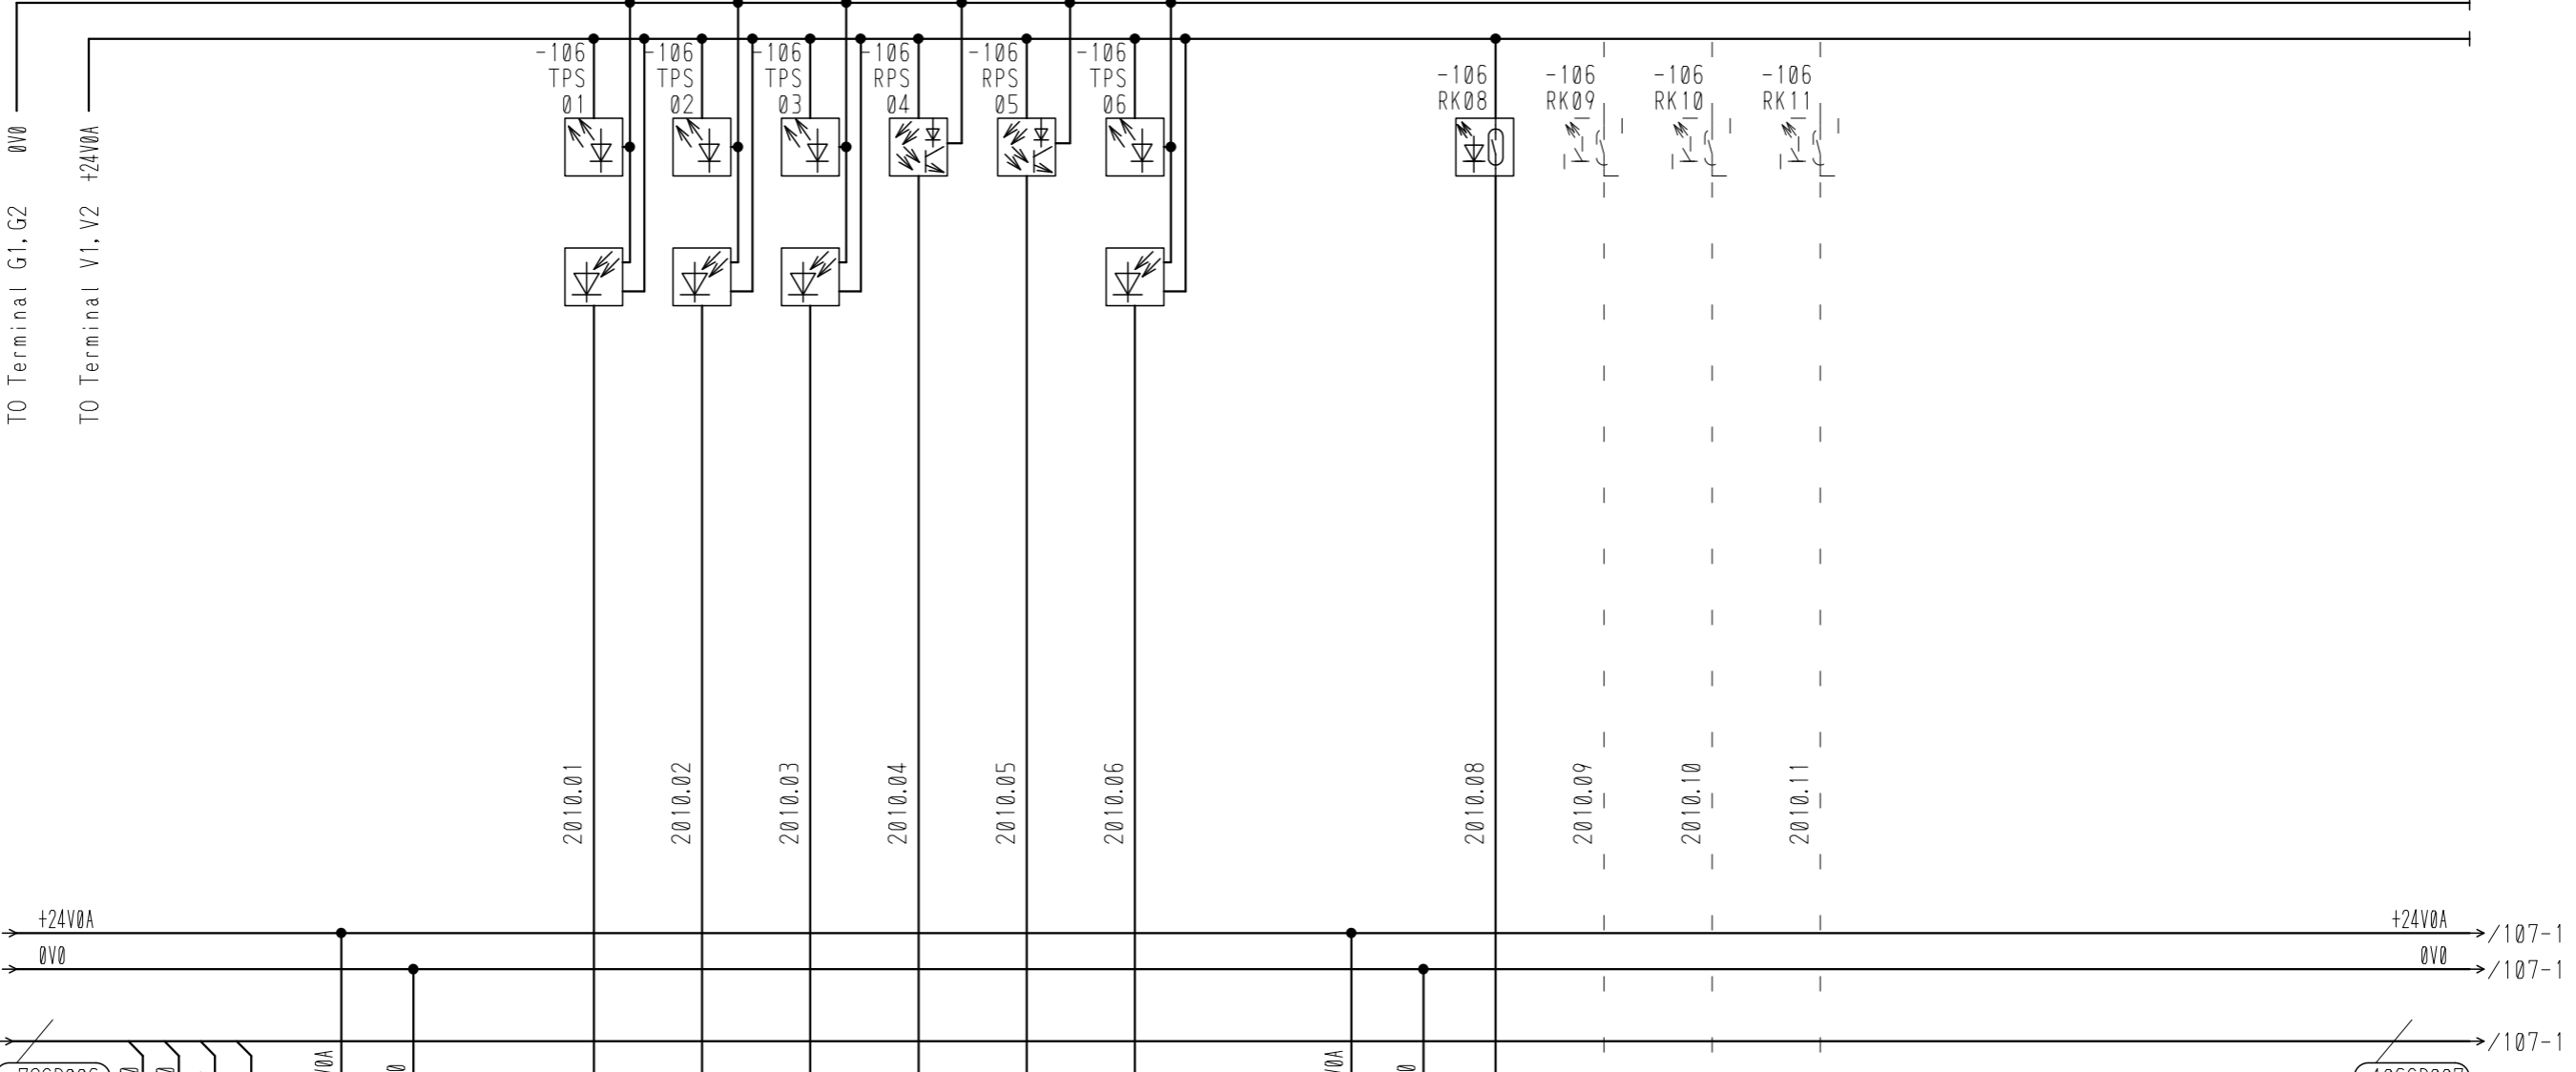 -106
TPS
01
-106
TPS
02
-106
TPS
03
-106
RPS
04
-106
RPS
05
-106
TPS
06
-106
RK08
-106
RK09
-106
RK10
-106
RK11
TO Terminal G1,G2 0V0
TO Terminal V1,V2 +24V0A
2010.01
2010.02
2010.03
2010.04
2010.05
2010.06
2010.08
2010.09
2010.10
2010.11
+24V0A
+24V0A
/107-1
0V0
0V0
/107-1
/107-1